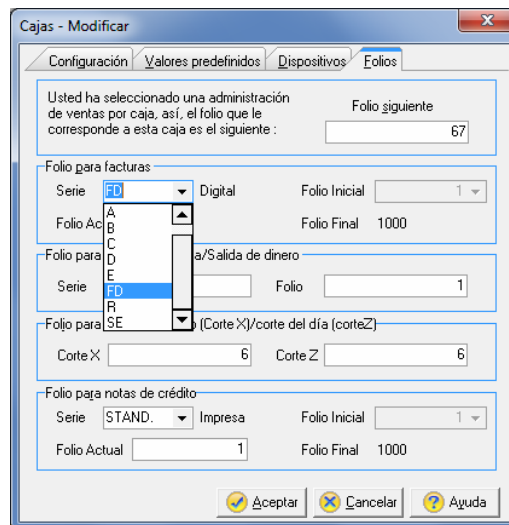 Cajas - Modificar
Configuración Valores predefinidos Dispositivos Folios
Usted ha seleccionado una administración
de ventas por caja, así, el folio que le
corresponde a esta caja es el siguiente :
Folio siguiente
67
Folio para facturas
Serie FD Digital Folio Inicial 1
Folio Ac Folio Final 1000
A
B
C
D
E
FD
R
SE
Folio para a/Salida de dinero
Serie Folio 1
Folio para o (Corte X)/corte del día (corteZ)
Corte X 6 Corte Z 6
Folio para notas de crédito
Serie STAND. Impresa Folio Inicial 1
Folio Actual 1 Folio Final 1000
Aceptar Cancelar Ayuda